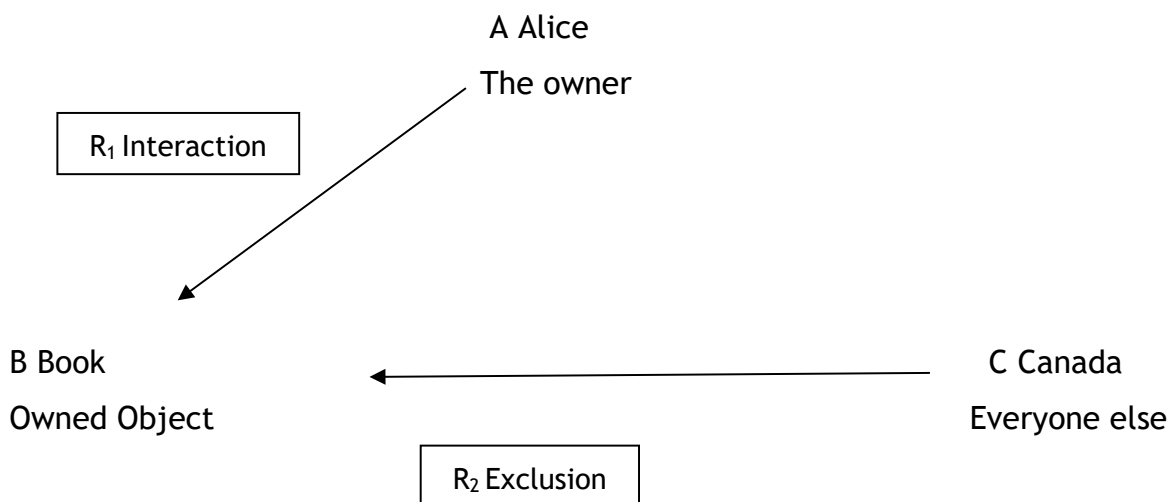 A Alice
The owner
R₁ Interaction
B Book
Owned Object
C Canada
Everyone else
R₂ Exclusion